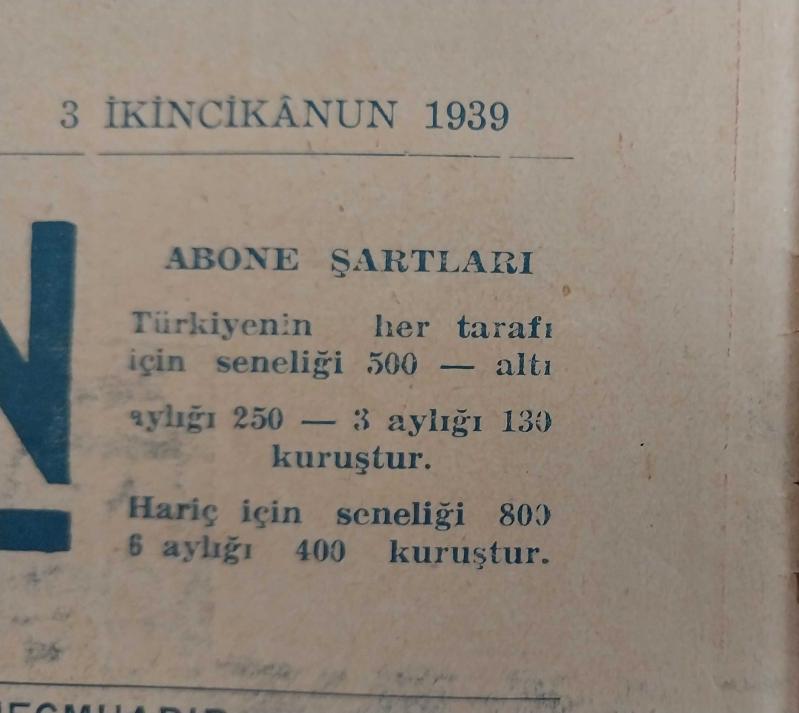 3 İKİNCİKÂNUN 1939
N
ABONE ŞARTLARI
Türkiyenin her tarafı
için seneliği 500 — altı
aylığı 250 — 3 aylığı 130
kuruştur.
Hariç için seneliği 800
6 aylığı 400 kuruştur.